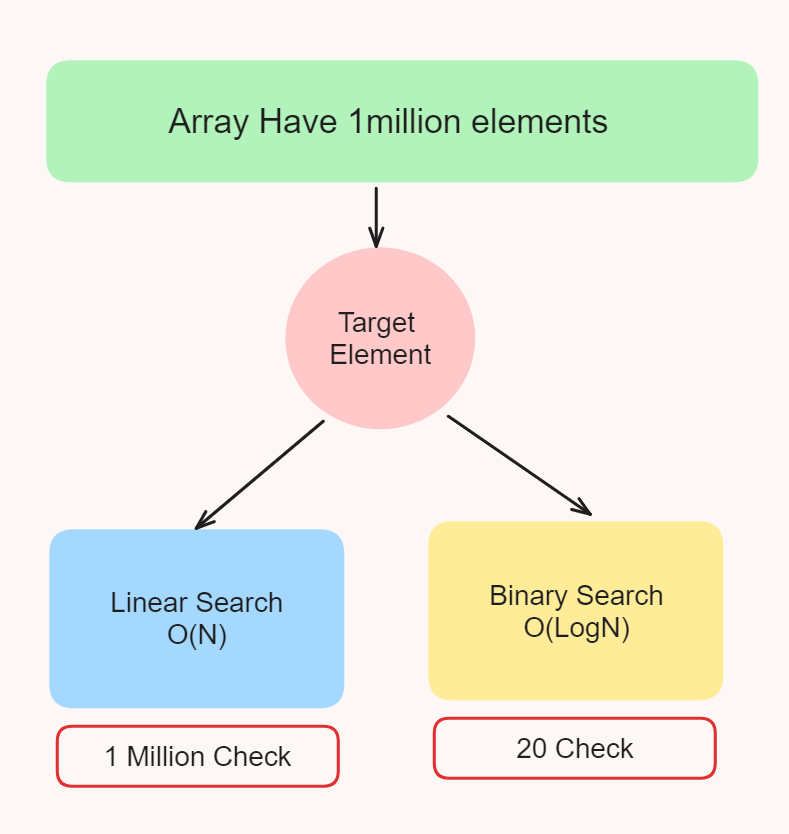 Array Have 1million elements
Target
Element
Linear Search
O(N)
Binary Search
O(LogN)
1 Million Check
20 Check